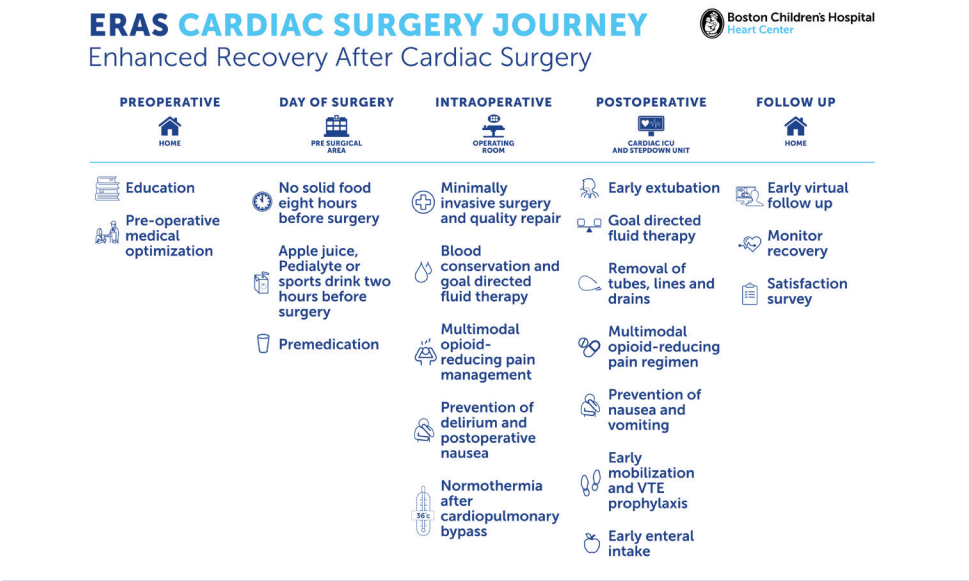 ERAS CARDIAC SURGERY JOURNEY
Enhanced Recovery After Cardiac Surgery
Boston Children's Hospital
Heart Center
PREOPERATIVE
HOME
Education
Pre-operative
medical
optimization
DAY OF SURGERY
PRE SURGICAL
AREA
No solid food
eight hours
before surgery
Apple juice,
Pedialyte or
sports drink two
hours before
surgery
Premedication
INTRAOPERATIVE
OPERATING
ROOM
Minimally
invasive surgery
and quality repair
Blood
conservation and
goal directed
fluid therapy
Multimodal
opioid-
reducing pain
management
Prevention of
delirium and
postoperative
nausea
36°c
Normothermia
after
cardiopulmonary
bypass
POSTOPERATIVE
CARDIAC ICU
AND STEPDOWN UNIT
Early extubation
Goal directed
fluid therapy
Removal of
tubes, lines and
drains
Multimodal
opioid-reducing
pain regimen
Prevention of
nausea and
vomiting
Early
mobilization
and VTE
prophylaxis
Early enteral
intake
FOLLOW UP
HOME
Early virtual
follow up
Monitor
recovery
Satisfaction
survey